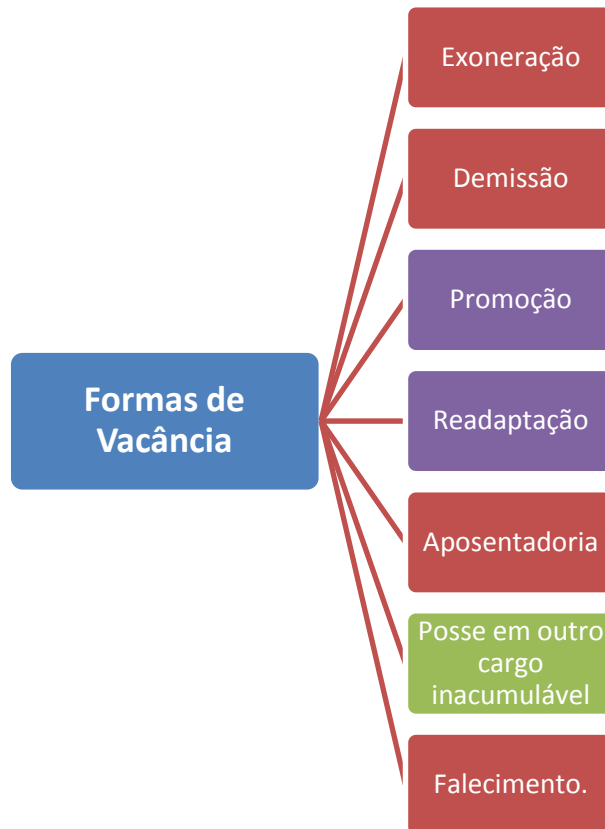 Exoneração
Demissão
Promoção
Formas de
Vacância
Readaptação
Aposentadoria
Posse em outro
cargo
inacumulável
Falecimento.